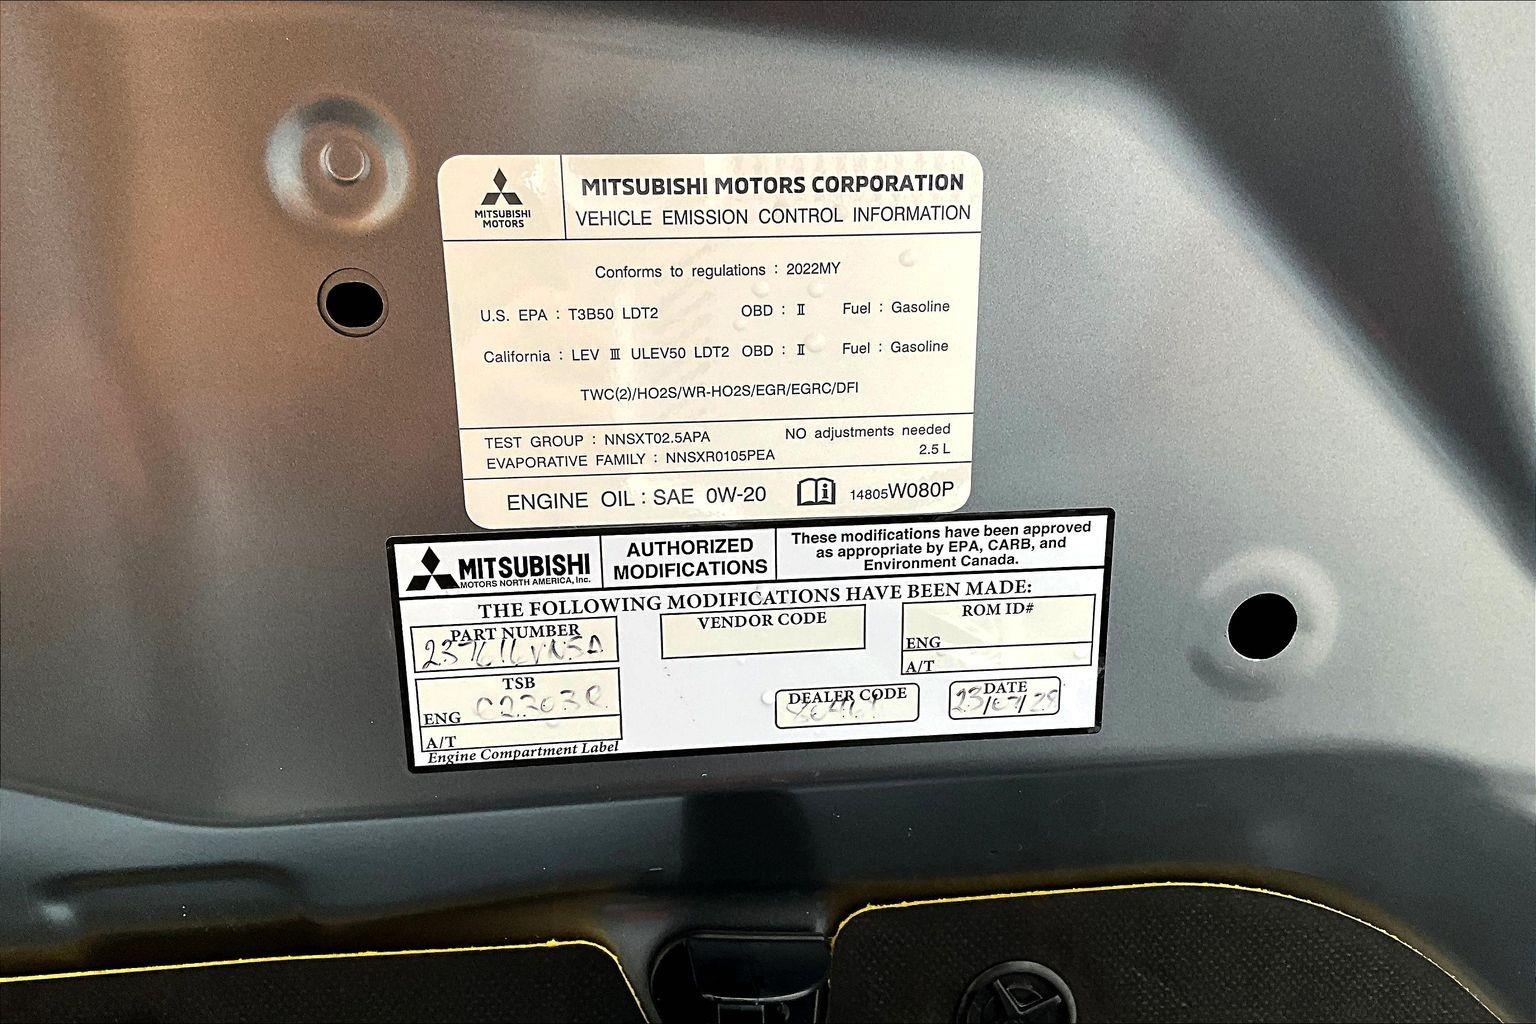 MITSUBISHI
MOTORS
MITSUBISHI MOTORS CORPORATION
VEHICLE EMISSION CONTROL INFORMATION
Conforms to regulations : 2022MY
U.S. EPA : T3B50 LDT2 OBD : Ⅱ Fuel : Gasoline
California : LEV Ⅲ ULEV50 LDT2 OBD : Ⅱ Fuel : Gasoline
TWC(2)/HO2S/WR-HO2S/EGR/EGRC/DFI
TEST GROUP : NNSXT02.5APA NO adjustments needed
EVAPORATIVE FAMILY : NNSXR0105PEA 2.5 L
ENGINE OIL : SAE 0W-20 14805W080P
MITSUBISHI
MOTORS NORTH AMERICA, Inc.
AUTHORIZED
MODIFICATIONS
These modifications have been approved
as appropriate by EPA, CARB, and
Environment Canada.
THE FOLLOWING MODIFICATIONS HAVE BEEN MADE:
PART NUMBER
VENDOR CODE
ROM ID#
ENG
A/T
TSB
ENG
A/T
DEALER CODE
DATE
Engine Compartment Label